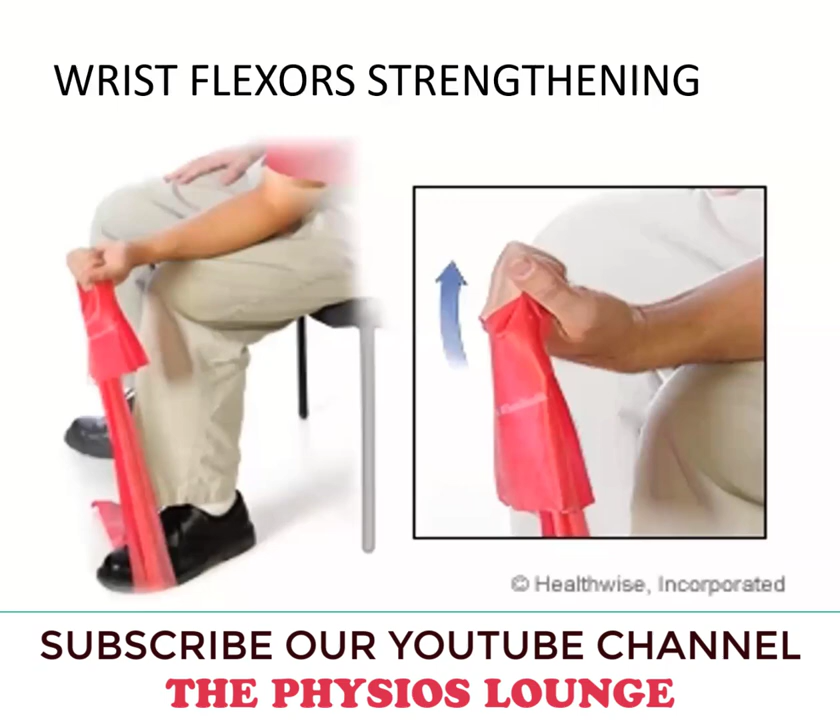 WRIST FLEXORS STRENGTHENING
© Healthwise, Incorporated
SUBSCRIBE OUR YOUTUBE CHANNEL
THE PHYSIOS LOUNGE